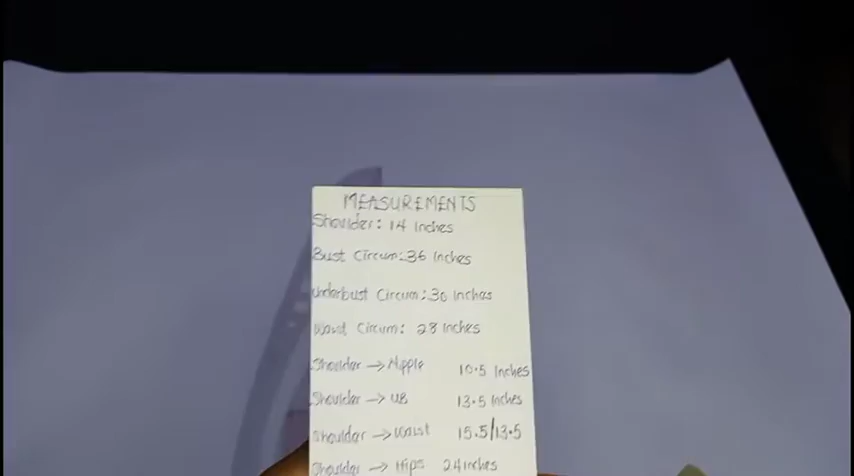 MEASUREMENTS
Shoulder: 14 Inches
Bust Circum: 36 Inches
Underbust Circum: 30 Inches
Waist Circum: 28 Inches
Shoulder → Nipple 10.5 Inches
Shoulder → UB 13.5 Inches
Shoulder → Waist 15.5/13.5
Shoulder → Hips 24 inches